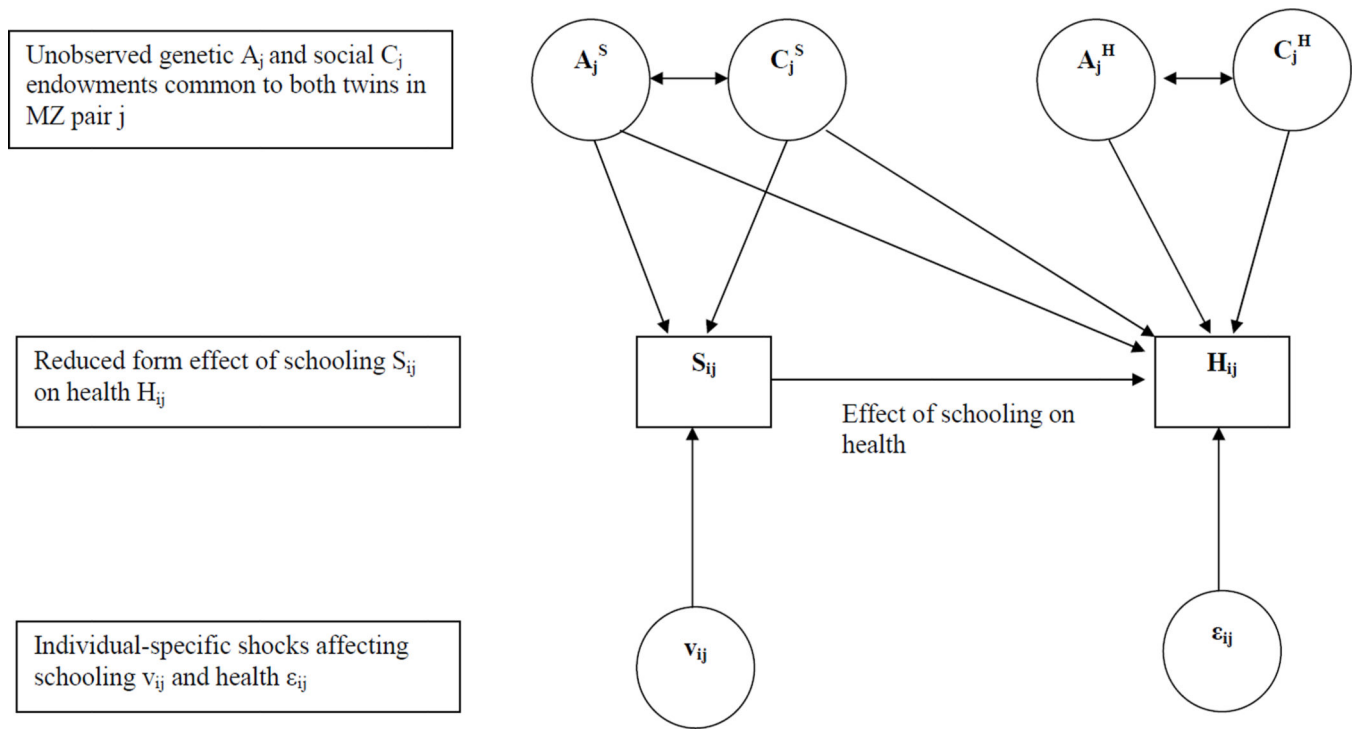 Unobserved genetic Aj and social Cj
endowments common to both twins in
MZ pair j
Aj^S
Cj^S
Aj^H
Cj^H
Reduced form effect of schooling Sij
on health Hij
Sij
Hij
Effect of schooling on
health
Individual-specific shocks affecting
schooling vij and health εij
vij
εij